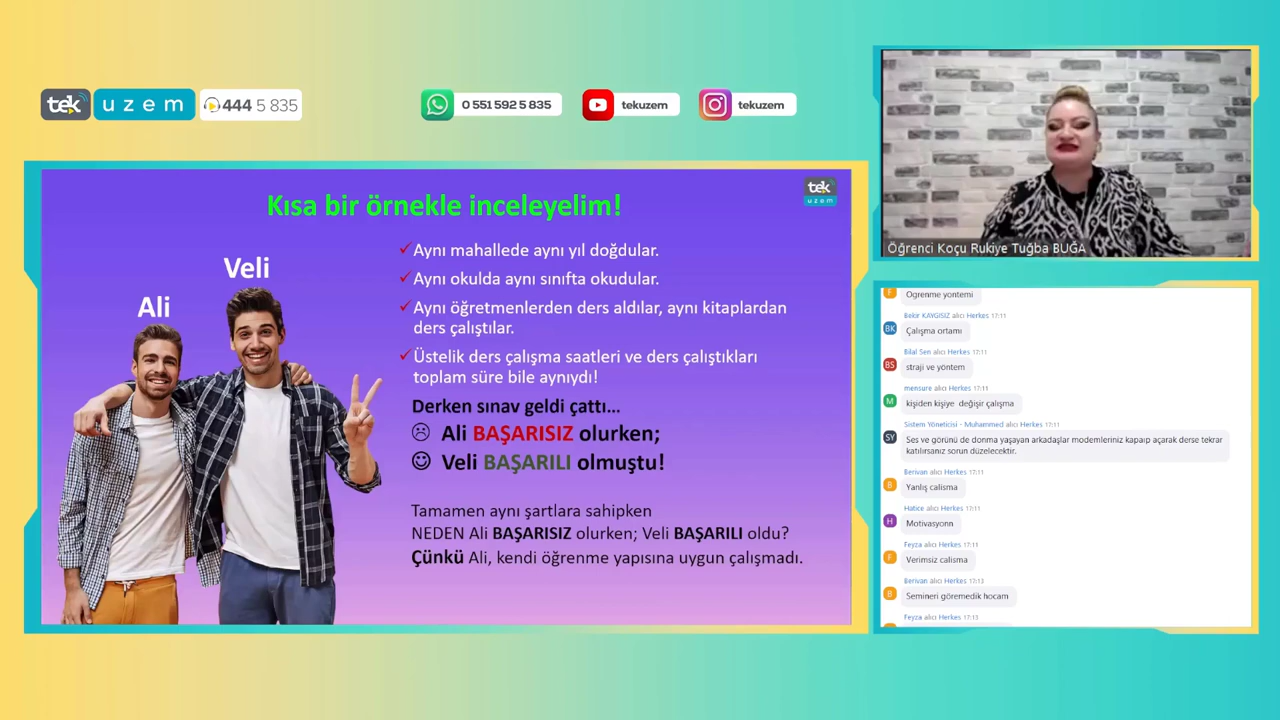 tek uzem 444 5 835
0 551 592 5 835
tekuzem
tekuzem
Kısa bir örnekle inceleyelim!
tek
uzem
Veli
Ali
Aynı mahallede aynı yıl doğdular.
Aynı okulda aynı sınıfta okudular.
Aynı öğretmenlerden ders aldılar, aynı kitaplardan
ders çalıştılar.
Üstelik ders çalışma saatleri ve ders çalıştıkları
toplam süre bile aynıydı!
Derken sınav geldi çattı...
Ali BAŞARISIZ olurken;
Veli BAŞARILI olmuştu!
Tamamen aynı şartlara sahipken
NEDEN Ali BAŞARISIZ olurken; Veli BAŞARILI oldu?
Çünkü Ali, kendi öğrenme yapısına uygun çalışmadı.
Öğrenci Koçu Rukiye Tuğba BUĞA
F
Ogrenme yontemi
Bekir KAYGISIZ alıcı Herkes 17:11
BK
Çalışma ortamı
Bilal Sen alıcı Herkes 17:11
BS
straji ve yöntem
mensure alıcı Herkes 17:11
M
kişiden kişiye değişir çalışma
Sistem Yöneticisi - Muhammed alıcı Herkes 17:11
SY
Ses ve görünü de donma yaşayan arkadaşlar modemleriniz kapaıp açarak derse tekrar
katılırsanız sorun düzelecektir.
Berivan alıcı Herkes 17:11
B
Yanlış calisma
Hatice alıcı Herkes 17:11
H
Motivasyonn
Feyza alıcı Herkes 17:11
F
Verimsiz calisma
Berivan alıcı Herkes 17:13
B
Semineri göremedik hocam
Feyza alıcı Herkes 17:13